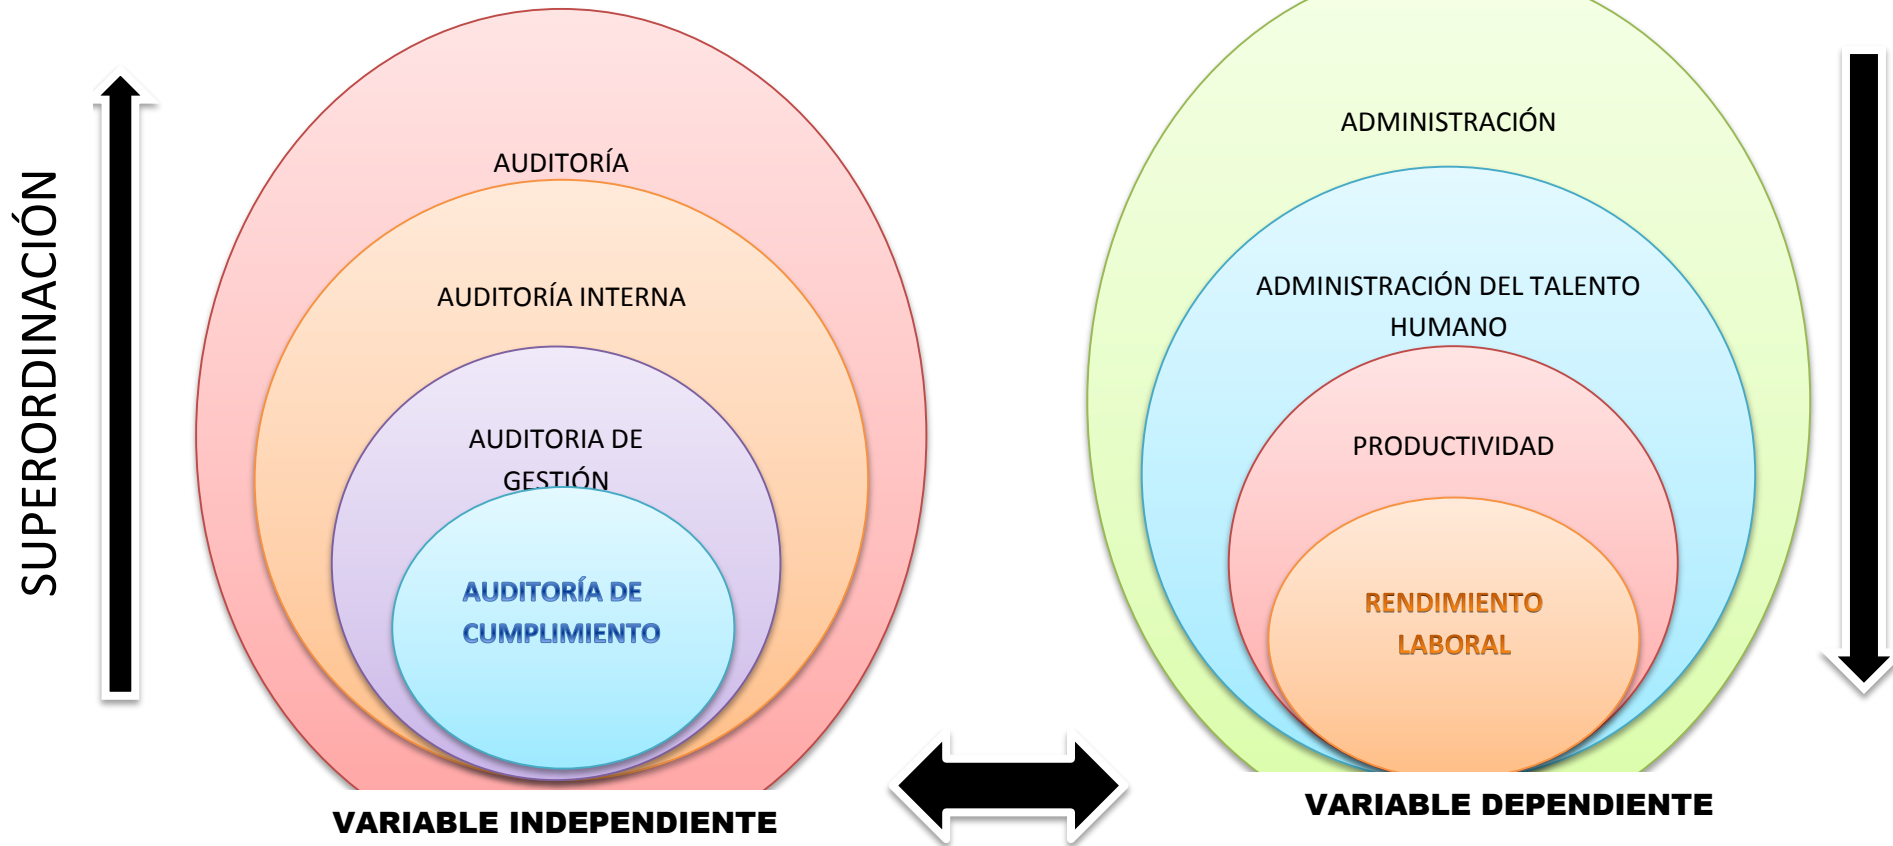 SUPERORDINACIÓN
AUDITORÍA
AUDITORÍA INTERNA
AUDITORIA DE
GESTIÓN
AUDITORÍA DE
CUMPLIMIENTO
VARIABLE INDEPENDIENTE
ADMINISTRACIÓN
ADMINISTRACIÓN DEL TALENTO
HUMANO
PRODUCTIVIDAD
RENDIMIENTO
LABORAL
VARIABLE DEPENDIENTE